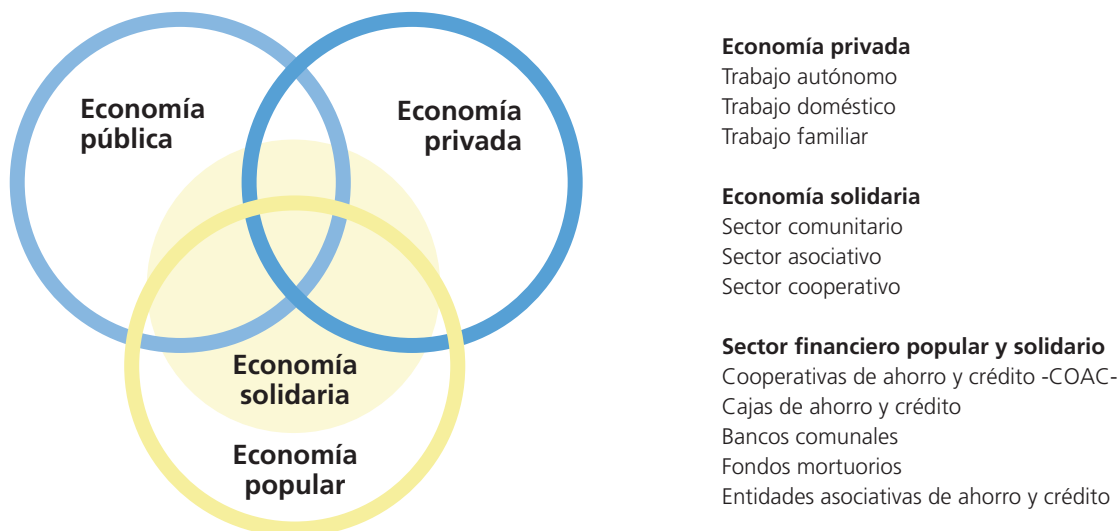 Economía
pública
Economía
privada
Economía
solidaria
Economía
popular
Economía privada
Trabajo autónomo
Trabajo doméstico
Trabajo familiar
Economía solidaria
Sector comunitario
Sector asociativo
Sector cooperativo
Sector financiero popular y solidario
Cooperativas de ahorro y crédito -COAC-
Cajas de ahorro y crédito
Bancos comunales
Fondos mortuorios
Entidades asociativas de ahorro y crédito